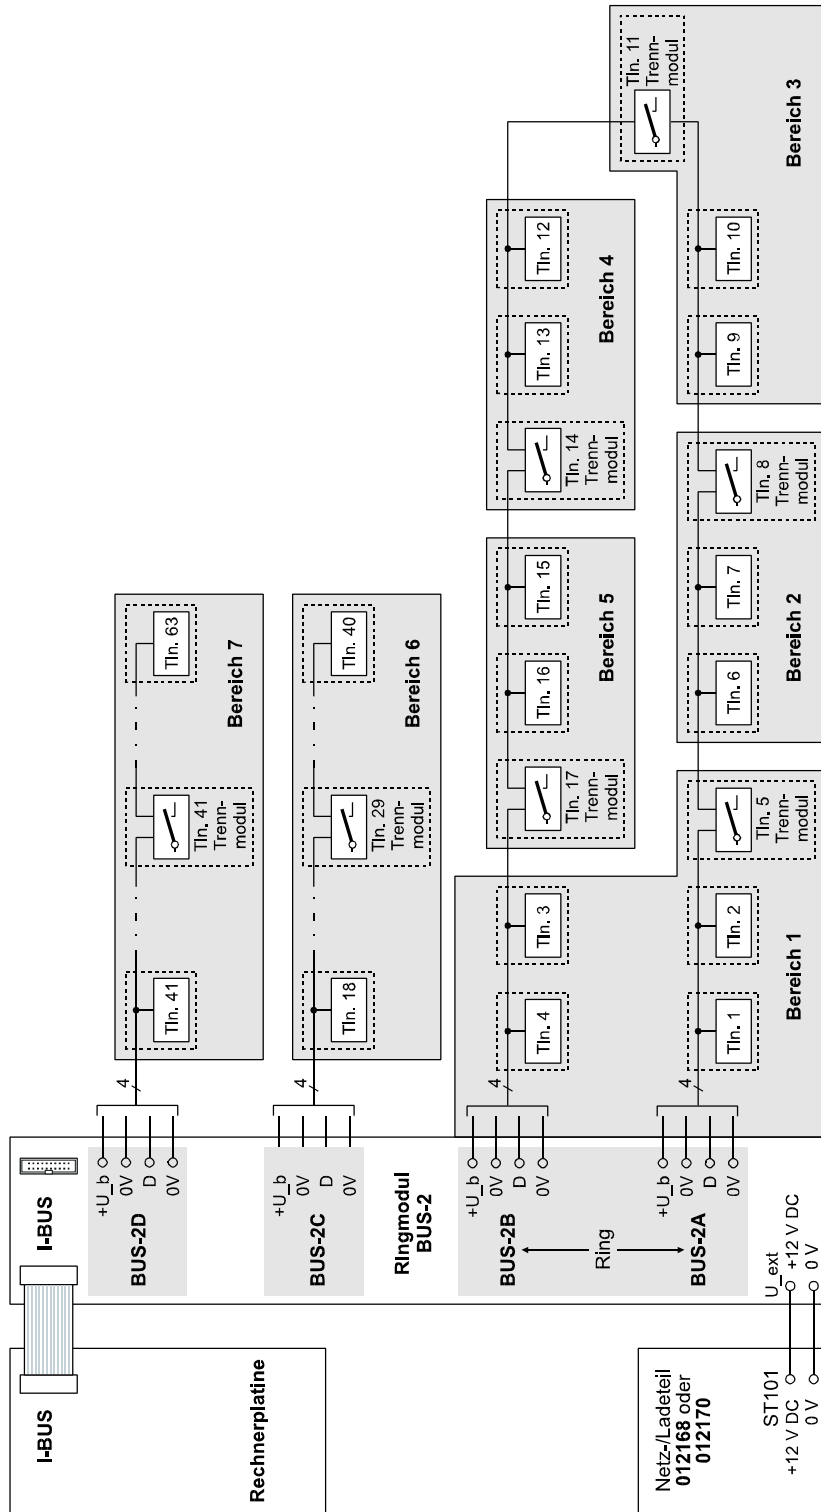 I-BUS
Rechnerplatine
Netz-/Ladeteil
012168 oder
012170
ST101
+12 V DC
0 V
I-BUS
BUS-2D
+U_b
0V
D
0V
4
Tln. 41
Tln. 41
Trenn-
modul
Tln. 63
Bereich 7
BUS-2C
+U_b
0V
D
0V
4
Tln. 18
Tln. 29
Trenn-
modul
Tln. 40
Bereich 6
RIngmodul
BUS-2
BUS-2B
+U_b
0V
D
0V
4
Ring
BUS-2A
+U_b
0V
D
0V
4
U_ext
+12 V DC
0 V
Tln. 4
Tln. 3
Tln. 1
Tln. 2
Tln. 5
Trenn-
modul
Bereich 1
Tln. 17
Trenn-
modul
Tln. 16
Tln. 15
Bereich 5
Tln. 6
Tln. 7
Tln. 8
Trenn-
modul
Bereich 2
Tln. 14
Trenn-
modul
Tln. 13
Tln. 12
Bereich 4
Tln. 9
Tln. 10
Tln. 11
Trenn-
modul
Bereich 3